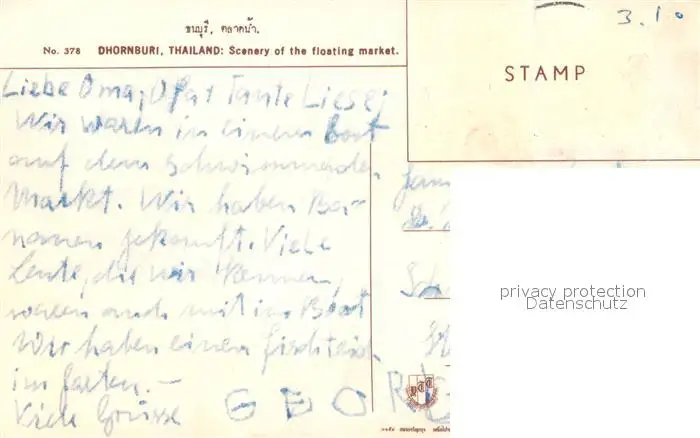 ธนบุรี, ตลาดน้ำ.
No. 378 DHORNBURI, THAILAND: Scenery of the floating market.
3.10
STAMP
Liebe Oma, Opa + Tante Liesel
Wir waren in einem Boot
auf dem schwimmenden
Markt. Wir haben Ba-
nanen gekauft. Viele
Leute, die wir kennen,
waren auch mit im Boot
Wir haben einen Fischteich
im Garten. —
Viele Grüsse GEORG
privacy protection
Datenschutz